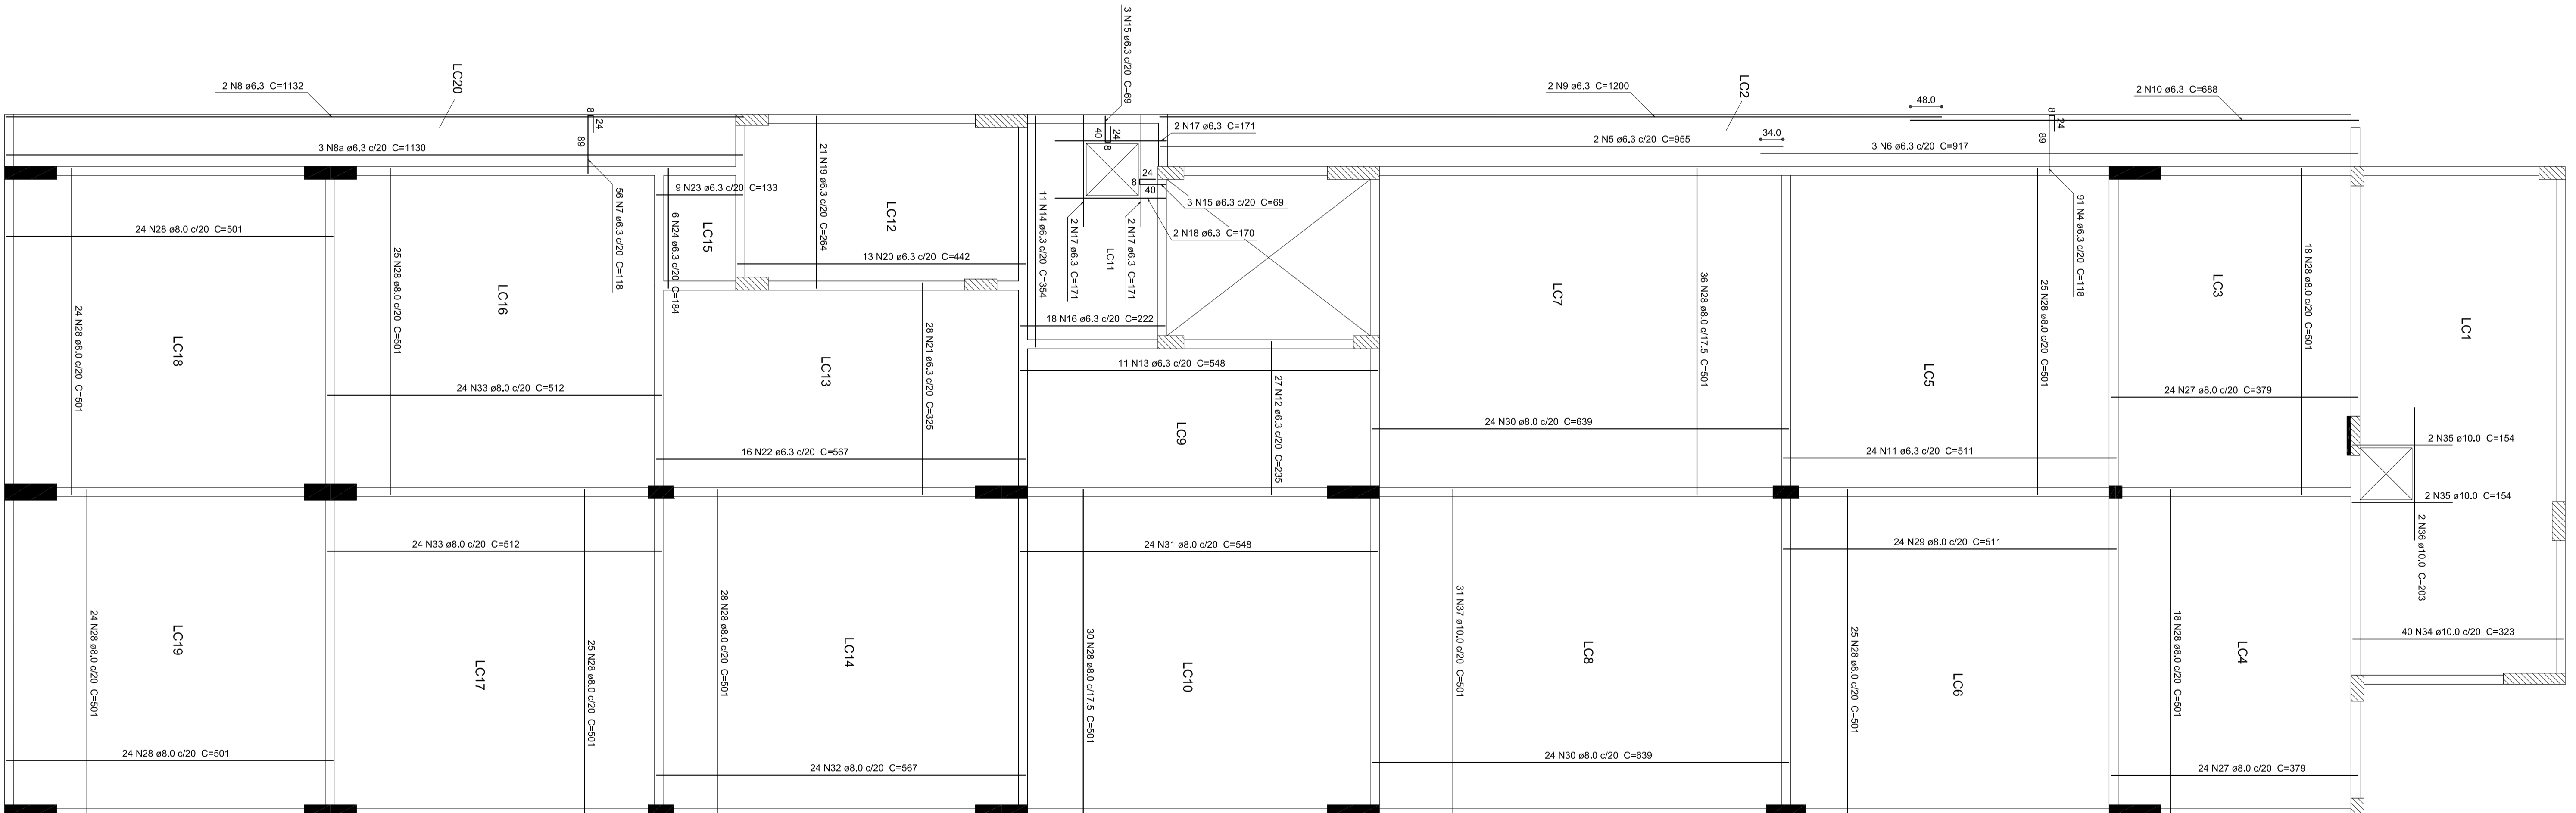 3 N15 ø6.3 c/20 C=69
LC20
2 N8 ø6.3 C=1132
2 N9 ø6.3 C=1200
LC2
48.0
2 N10 ø6.3 C=688
8
24
89
3 N8a ø6.3 c/20 C=1130
56 N7 ø6.3 c/20 C=118
21 N19 ø6.3 c/20 C=264
40
24
8
2 N17 ø6.3 C=171
2 N5 ø6.3 c/20 C=955
34.0
3 N6 ø6.3 c/20 C=917
8
24
89
9 N23 ø6.3 c/20 C=133
24
8
40
3 N15 ø6.3 c/20 C=69
91 N4 ø6.3 c/20 C=118
24 N28 ø8.0 c/20 C=501
25 N28 ø8.0 c/20 C=501
6 N24 ø6.3 c/20 C=184
LC15
LC12
11 N14 ø6.3 c/20 C=354
2 N17 ø6.3 C=171
2 N17 ø6.3 C=171
2 N18 ø6.3 C=170
LC11
13 N20 ø6.3 c/20 C=442
LC16
LC7
36 N28 ø8.0 c/17.5 C=501
25 N28 ø8.0 c/20 C=501
LC3
18 N28 ø8.0 c/20 C=501
LC1
24 N28 ø8.0 c/20 C=501
LC18
LC13
28 N21 ø6.3 c/20 C=325
18 N16 ø6.3 c/20 C=222
11 N13 ø6.3 c/20 C=548
27 N12 ø6.3 c/20 C=235
LC5
24 N33 ø8.0 c/20 C=512
24 N27 ø8.0 c/20 C=379
24 N30 ø8.0 c/20 C=639
LC9
2 N35 ø10.0 C=154
24 N11 ø6.3 c/20 C=511
16 N22 ø6.3 c/20 C=567
2 N35 ø10.0 C=154
2 N36 ø10.0 C=203
24 N33 ø8.0 c/20 C=512
24 N31 ø8.0 c/20 C=548
24 N29 ø8.0 c/20 C=511
24 N28 ø8.0 c/20 C=501
LC19
LC17
25 N28 ø8.0 c/20 C=501
28 N28 ø8.0 c/20 C=501
LC14
30 N28 ø8.0 c/17.5 C=501
LC10
31 N37 ø10.0 c/20 C=501
LC8
25 N28 ø8.0 c/20 C=501
LC6
18 N28 ø8.0 c/20 C=501
LC4
40 N34 ø10.0 c/20 C=323
24 N28 ø8.0 c/20 C=501
24 N32 ø8.0 c/20 C=567
24 N30 ø8.0 c/20 C=639
24 N27 ø8.0 c/20 C=379